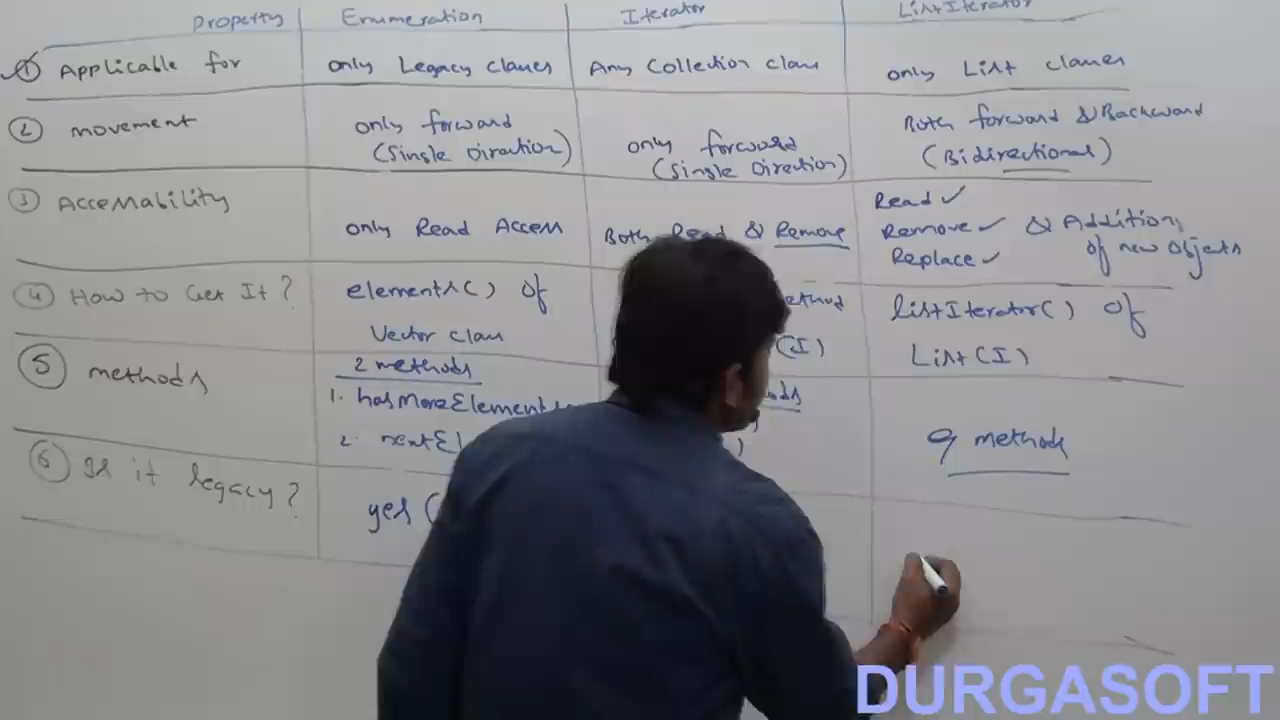 Property Enumeration Iterator ListIterator
① Applicable for only Legacy classes Any Collection class only List classes
② movement only forward (Single Direction) only forward (Single Direction) Both forward & Backward (Bidirectional)
③ Accessability only Read Access Both Read & Remove Read ✓ Remove ✓ Replace ✓ & Addition of new objects
④ How to Get It? elements() of Vector class ethod (I) listIterator() of List(I)
⑤ methods 2 methods 1. hasMoreElements 2. nextEl ods 9 methods
⑥ Is it legacy? yes (
DURGASOFT